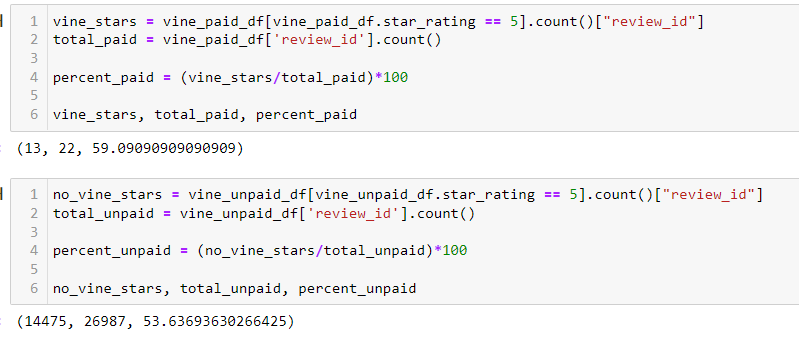 1 vine_stars = vine_paid_df[vine_paid_df.star_rating == 5].count()["review_id"]
2 total_paid = vine_paid_df['review_id'].count()
3
4 percent_paid = (vine_stars/total_paid)*100
5
6 vine_stars, total_paid, percent_paid
(13, 22, 59.09090909090909)
1 no_vine_stars = vine_unpaid_df[vine_unpaid_df.star_rating == 5].count()["review_id"]
2 total_unpaid = vine_unpaid_df['review_id'].count()
3
4 percent_unpaid = (no_vine_stars/total_unpaid)*100
5
6 no_vine_stars, total_unpaid, percent_unpaid
(14475, 26987, 53.63693630266425)